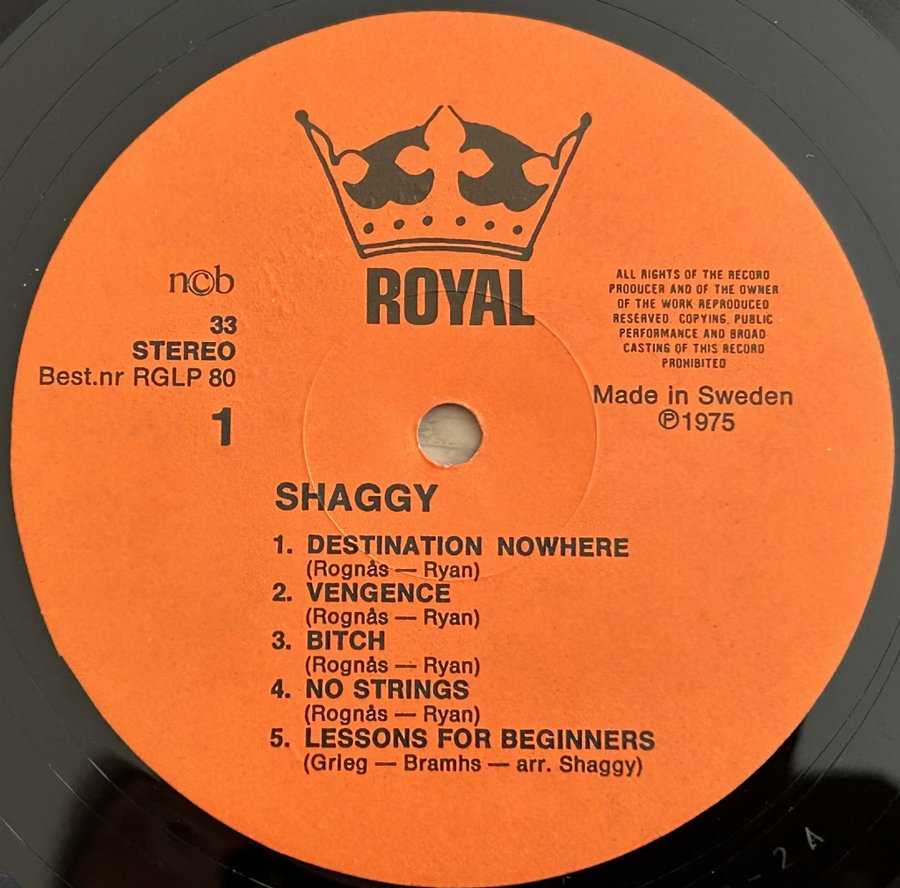 ROYAL
n©b
33
STEREO
Best.nr RGLP 80
1
ALL RIGHTS OF THE RECORD
PRODUCER AND OF THE OWNER
OF THE WORK REPRODUCED
RESERVED. COPYING, PUBLIC
PERFORMANCE AND BROAD
CASTING OF THIS RECORD
PROHIBITED
Made in Sweden
℗1975
SHAGGY
1. DESTINATION NOWHERE
(Rognås — Ryan)
2. VENGENCE
(Rognås — Ryan)
3. BITCH
(Rognås — Ryan)
4. NO STRINGS
(Rognås — Ryan)
5. LESSONS FOR BEGINNERS
(Grieg — Bramhs — arr. Shaggy)
- 2 A